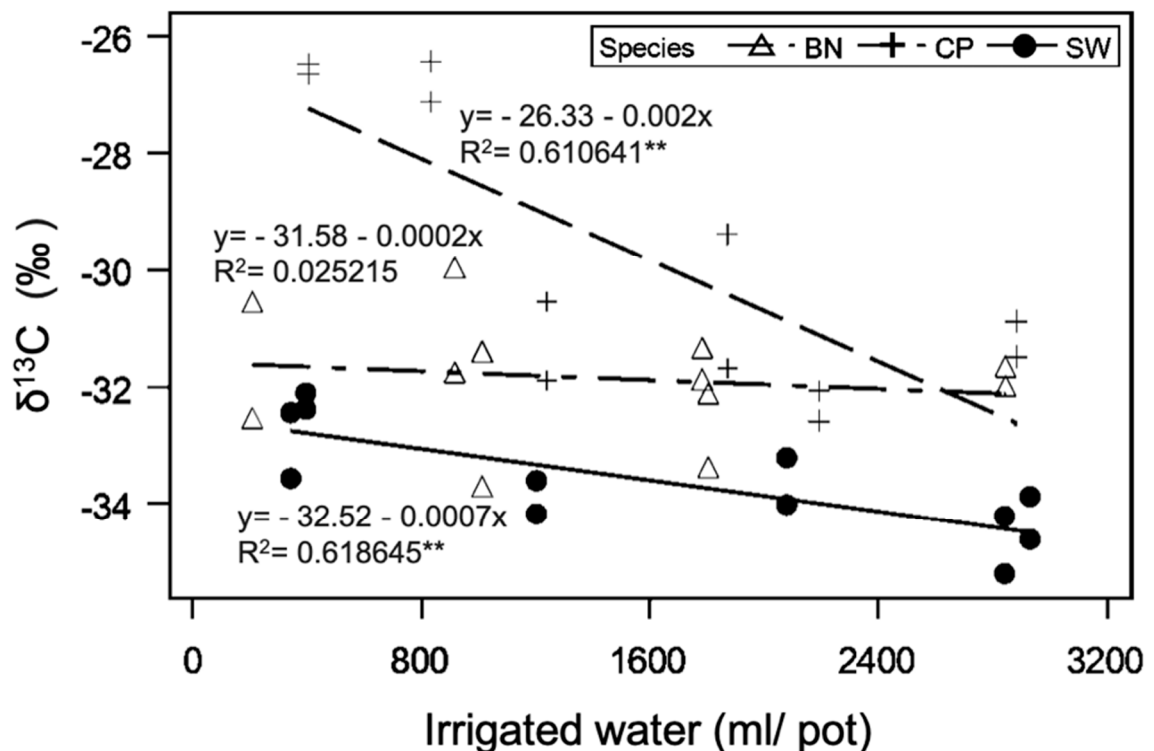 Species BN CP SW
-26
-28
-30
-32
-34
δ¹³C (‰)
y= - 26.33 - 0.002x
R²= 0.610641**
y= - 31.58 - 0.0002x
R²= 0.025215
y= - 32.52 - 0.0007x
R²= 0.618645**
0 800 1600 2400 3200
Irrigated water (ml/ pot)